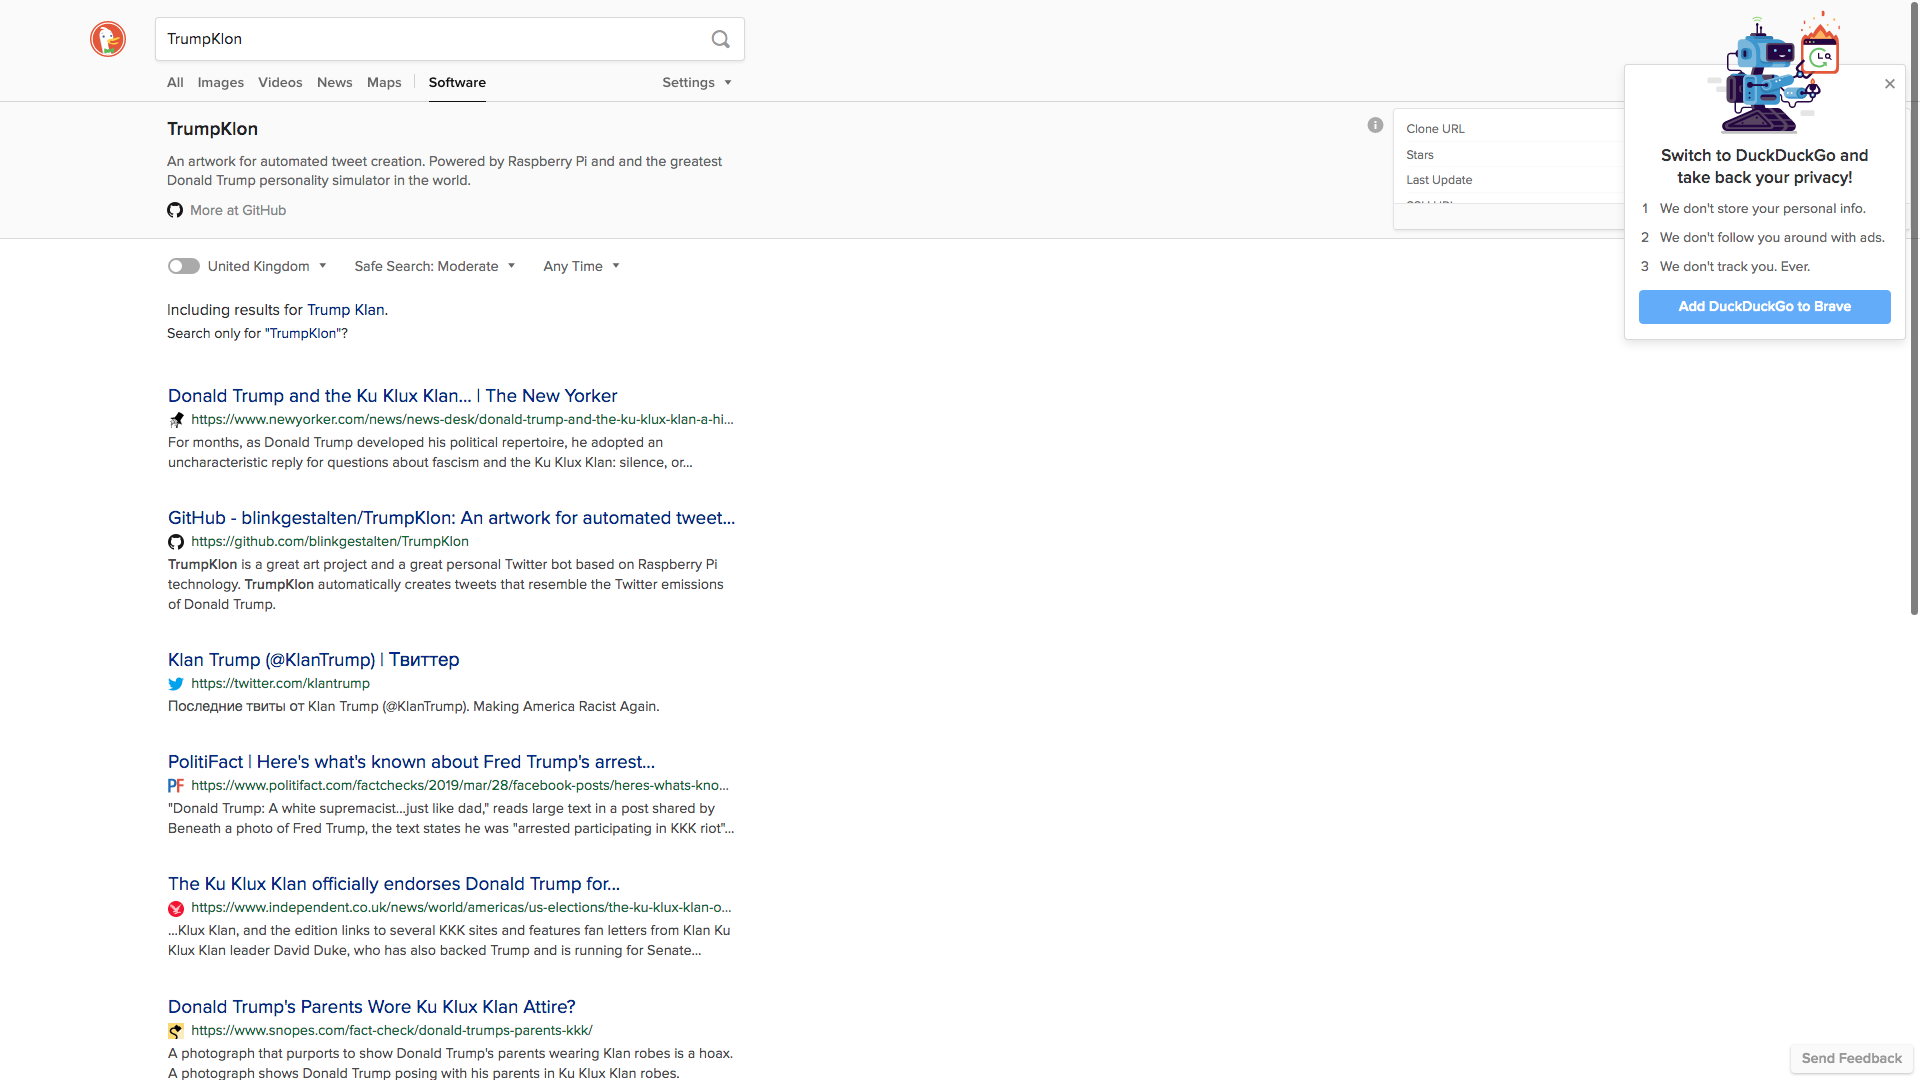 TrumpKlon
All
Images
Videos
News
Maps
Software
Settings
TrumpKlon
An artwork for automated tweet creation. Powered by Raspberry Pi and and the greatest
Donald Trump personality simulator in the world.
More at GitHub
Clone URL
Stars
Last Update
Switch to DuckDuckGo and
take back your privacy!
1 We don't store your personal info.
2 We don't follow you around with ads.
3 We don't track you. Ever.
Add DuckDuckGo to Brave
United Kingdom
Safe Search: Moderate
Any Time
Including results for Trump Klan.
Search only for "TrumpKlon"?
Donald Trump and the Ku Klux Klan... | The New Yorker
https://www.newyorker.com/news/news-desk/donald-trump-and-the-ku-klux-klan-a-hi...
For months, as Donald Trump developed his political repertoire, he adopted an
uncharacteristic reply for questions about fascism and the Ku Klux Klan: silence, or...
GitHub - blinkgestalten/TrumpKlon: An artwork for automated tweet...
https://github.com/blinkgestalten/TrumpKlon
TrumpKlon is a great art project and a great personal Twitter bot based on Raspberry Pi
technology. TrumpKlon automatically creates tweets that resemble the Twitter emissions
of Donald Trump.
Klan Trump (@KlanTrump) | Твиттер
https://twitter.com/klantrump
Последние твиты от Klan Trump (@KlanTrump). Making America Racist Again.
PolitiFact | Here's what's known about Fred Trump's arrest...
PF https://www.politifact.com/factchecks/2019/mar/28/facebook-posts/heres-whats-kno...
"Donald Trump: A white supremacist...just like dad," reads large text in a post shared by
Beneath a photo of Fred Trump, the text states he was "arrested participating in KKK riot"...
The Ku Klux Klan officially endorses Donald Trump for...
https://www.independent.co.uk/news/world/americas/us-elections/the-ku-klux-klan-o...
...Klux Klan, and the edition links to several KKK sites and features fan letters from Klan Ku
Klux Klan leader David Duke, who has also backed Trump and is running for Senate...
Donald Trump's Parents Wore Ku Klux Klan Attire?
https://www.snopes.com/fact-check/donald-trumps-parents-kkk/
A photograph that purports to show Donald Trump's parents wearing Klan robes is a hoax.
A photograph shows Donald Trump posing with his parents in Ku Klux Klan robes.
Send Feedback